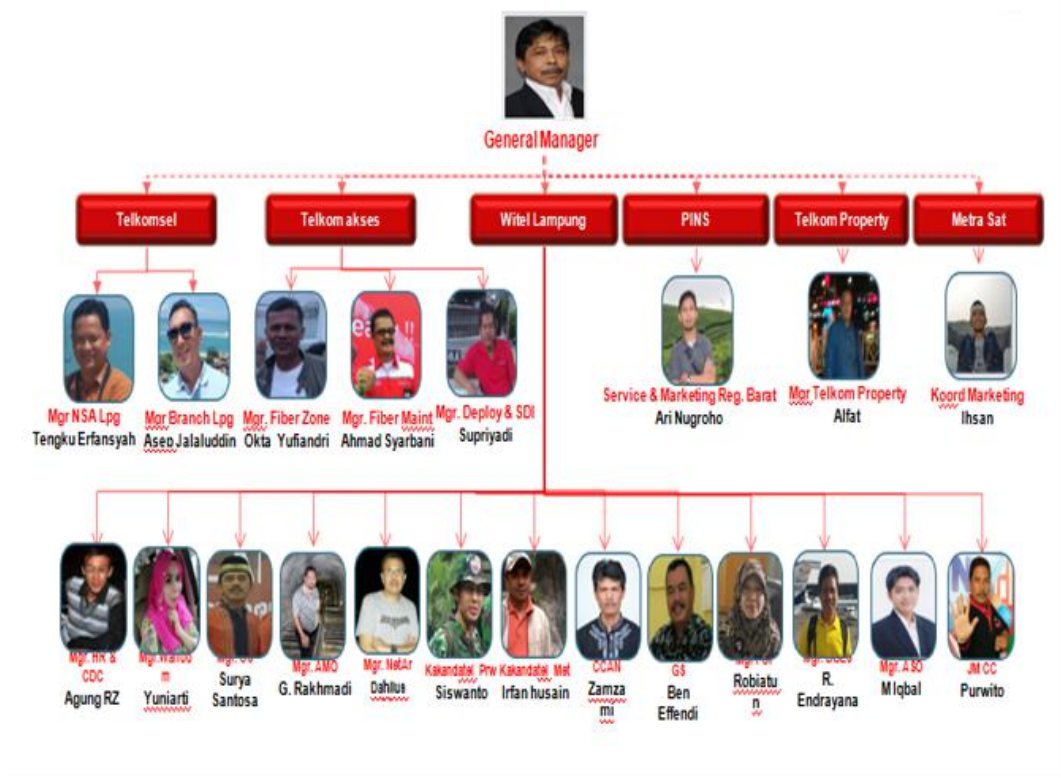 General Manager
Telkomsel
Telkom akses
Witel Lampung
PINS
Telkom Property
Metra Sat
Mgr NSA Lpg
Tengku Erfansyah
Mgr Branch Lpg
Asep Jalaluddin
Mgr. Fiber Zone
Okta Yufiandri
Mgr. Fiber Maint
Ahmad Syarbani
Mgr. Deploy & SDI
Supriyadi
Service & Marketing Reg. Barat
Ari Nugroho
Mgr Telkom Property
Alfat
Koord Marketing
Ihsan
Mgr. HR &
CDC
Agung RZ
m
Yuniarti
Surya
Santosa
Mgr. AMO
G. Rakhmadi
Mgr. NetAr
Dahlius
Kakandatel Prw
Siswanto
Kakandatel Met
Irfan husain
CCAN
Zamza
mi
GS
Ben
Effendi
Robiatu
n
R.
Endrayana
Mgr. ASO
M Iqbal
JM CC
Purwito